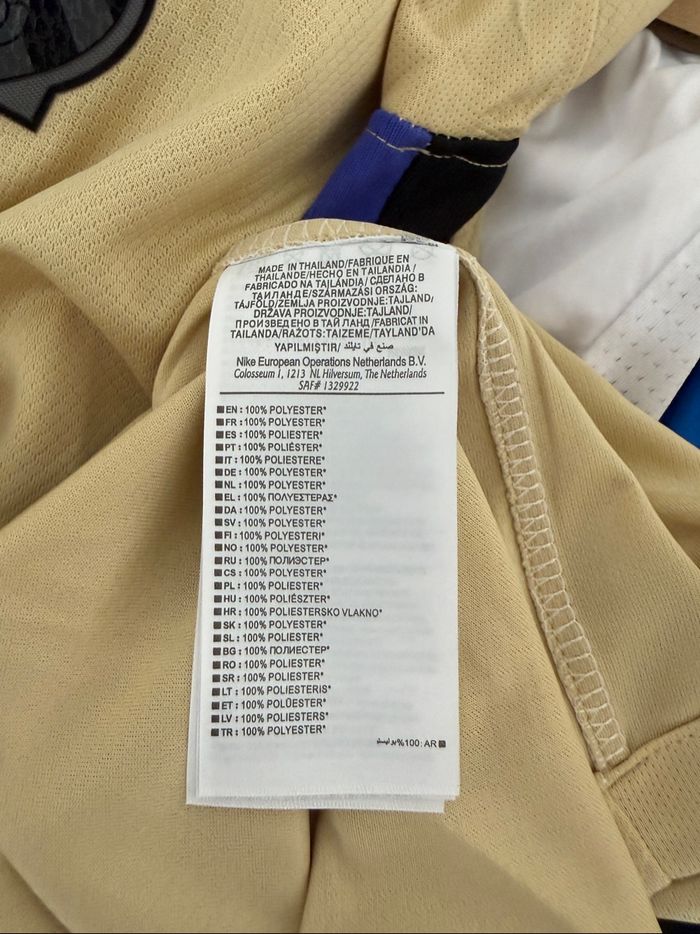 MADE IN THAILAND/FABRIQUE EN
THAILANDE/HECHO EN TAILANDIA/
FABRICADO NA TAJLÂNDIA/ СДЕЛАНО В
ТАИЛАНДЕ/SZÁRMAZÁSI ORSZÁG:
TÁJFÖLD/ZEMLJA PROIZVODNJE:TAJLAND/
DRŽAVA PROIZVODNJE:TAJLAND/
ПРОИЗВЕДЕНО В ТАЙ ЛАНД/FABRICAT IN
TAILANDA/RAŽOTS: TAIZEME/TAYLAND'DA
YAPILMIŞTIR/ صنع في تايلند
Nike European Operations Netherlands B.V.
Colosseum 1, 1213 NL Hilversum, The Netherlands
SAF# 1329922
EN: 100% POLYESTER*
FR: 100% POLYESTER*
ES: 100% POLIESTER*
PT: 100% POLIÉSTER*
IT: 100% POLIESTERE*
DE: 100% POLYESTER*
NL: 100% POLYESTER*
EL: 100% ΠΟΛΥΕΣΤΕΡΑΣ*
DA: 100% POLYESTER*
SV: 100% POLYESTER*
FI: 100% POLYESTERI*
NO: 100% POLYESTER*
RU: 100% ПОЛИЭСТЕР*
CS: 100% POLYESTER*
PL: 100% POLIESTER*
HU: 100% POLIÉSZTER*
HR: 100% POLIESTERSKO VLAKNO*
SK: 100% POLYESTER*
SL: 100% POLIESTER*
BG: 100% ПОЛИЕСТЕР*
RO: 100% POLIESTER*
SR: 100% POLIESTER*
LT: 100% POLIESTERIS*
ET: 100% POLÜESTER*
LV: 100% POLIESTERS*
TR: 100% POLYESTER*
AR :100% بوليستر*